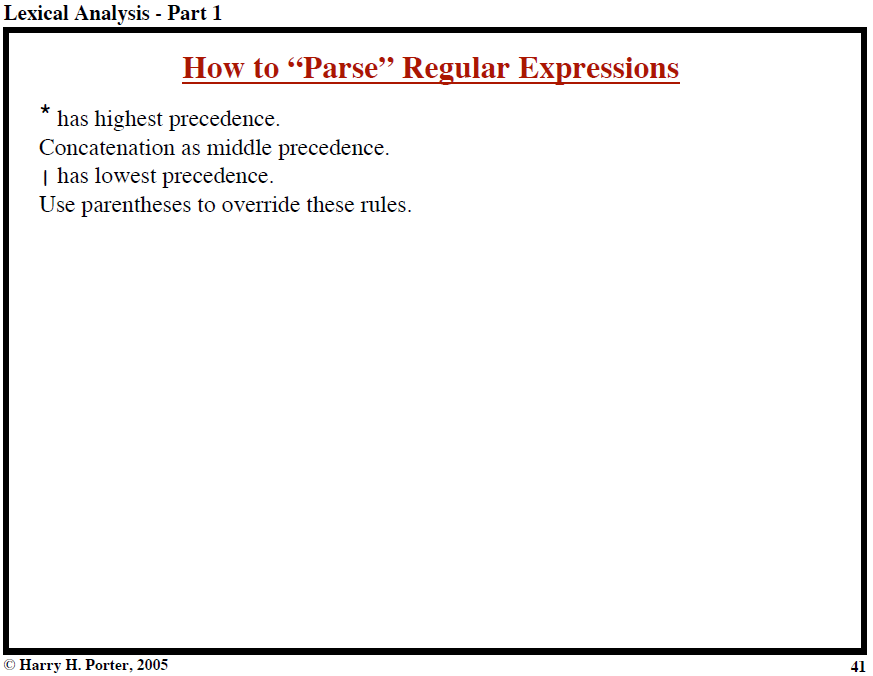 Lexical Analysis - Part 1
How to “Parse” Regular Expressions
* has highest precedence.
Concatenation as middle precedence.
| has lowest precedence.
Use parentheses to override these rules.
© Harry H. Porter, 2005
41